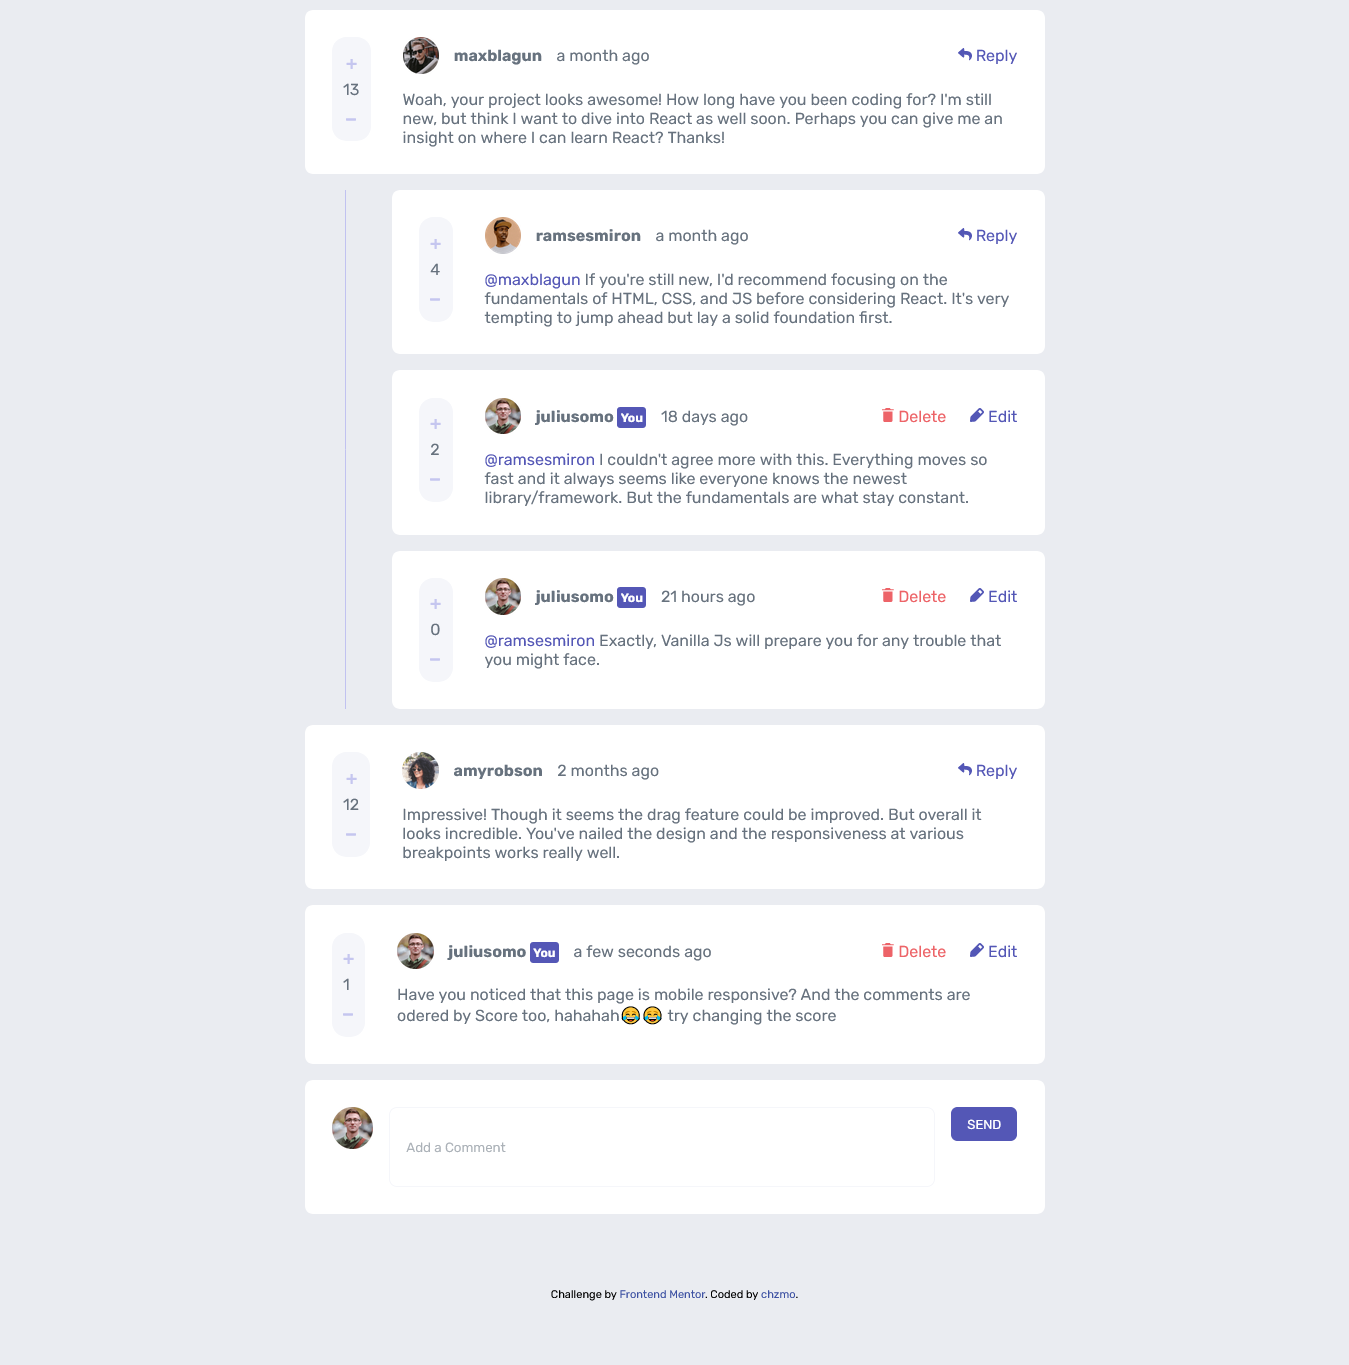 maxblagun a month ago Reply
+
13
−
Woah, your project looks awesome! How long have you been coding for? I'm still
new, but think I want to dive into React as well soon. Perhaps you can give me an
insight on where I can learn React? Thanks!
ramsesmiron a month ago Reply
+
4
−
@maxblagun If you're still new, I'd recommend focusing on the
fundamentals of HTML, CSS, and JS before considering React. It's very
tempting to jump ahead but lay a solid foundation first.
juliusomo You 18 days ago Delete Edit
+
2
−
@ramsesmiron I couldn't agree more with this. Everything moves so
fast and it always seems like everyone knows the newest
library/framework. But the fundamentals are what stay constant.
juliusomo You 21 hours ago Delete Edit
+
0
−
@ramsesmiron Exactly, Vanilla Js will prepare you for any trouble that
you might face.
amyrobson 2 months ago Reply
+
12
−
Impressive! Though it seems the drag feature could be improved. But overall it
looks incredible. You've nailed the design and the responsiveness at various
breakpoints works really well.
juliusomo You a few seconds ago Delete Edit
+
1
−
Have you noticed that this page is mobile responsive? And the comments are
odered by Score too, hahahah😂😂 try changing the score
Add a Comment
SEND
Challenge by Frontend Mentor. Coded by chzmo.